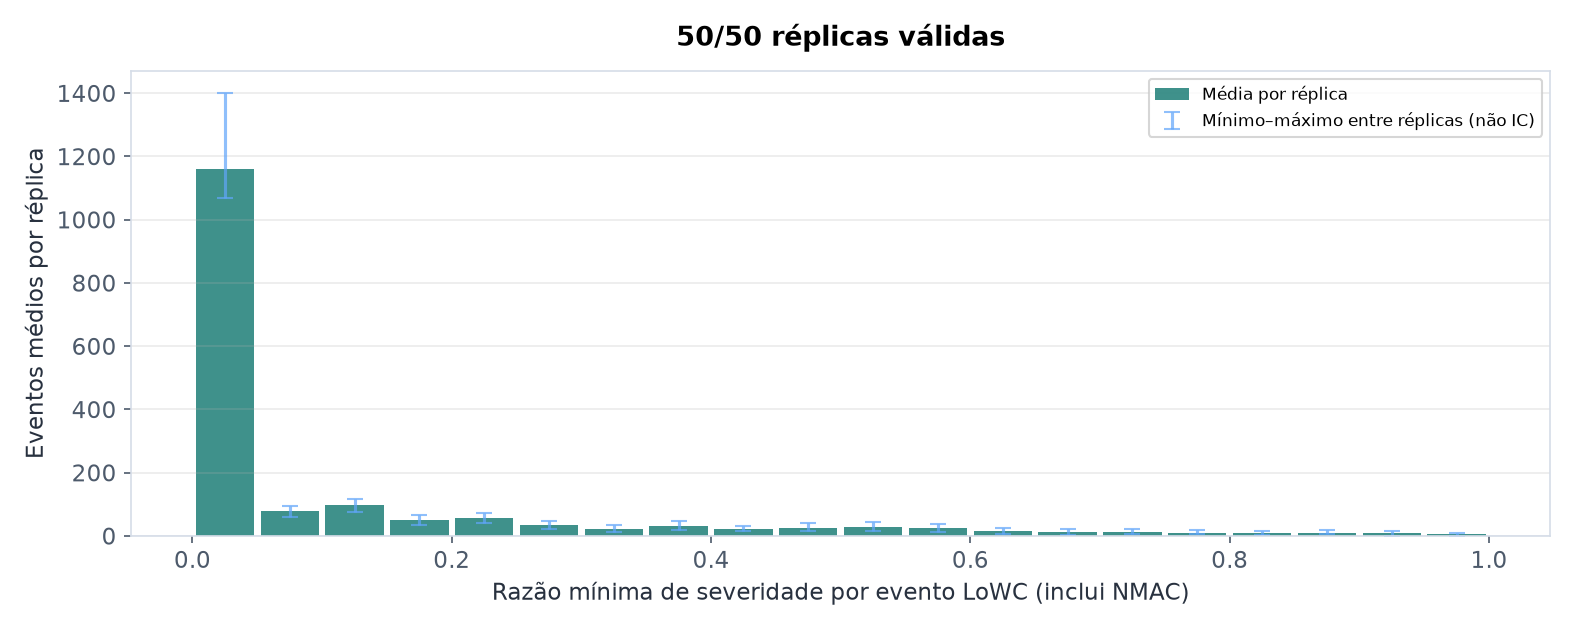 50/50 réplicas válidas
Média por réplica
Mínimo–máximo entre réplicas (não IC)
Eventos médios por réplica
1400
1200
1000
800
600
400
200
0
0.0 0.2 0.4 0.6 0.8 1.0
Razão mínima de severidade por evento LoWC (inclui NMAC)